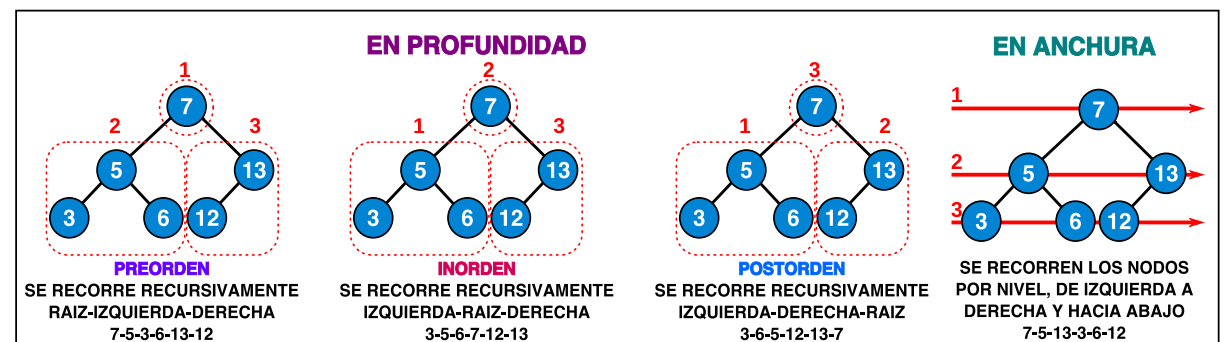 EN PROFUNDIDAD
1
7
2
3
5
13
3
6
12
PREORDEN
SE RECORRE RECURSIVAMENTE
RAIZ-IZQUIERDA-DERECHA
7-5-3-6-13-12
2
7
1
3
5
13
3
6
12
INORDEN
SE RECORRE RECURSIVAMENTE
IZQUIERDA-RAIZ-DERECHA
3-5-6-7-12-13
3
7
1
2
5
13
3
6
12
POSTORDEN
SE RECORRE RECURSIVAMENTE
IZQUIERDA-DERECHA-RAIZ
3-6-5-12-13-7
EN ANCHURA
1
7
2
5
13
3
3
6
12
SE RECORREN LOS NODOS
POR NIVEL, DE IZQUIERDA A
DERECHA Y HACIA ABAJO
7-5-13-3-6-12